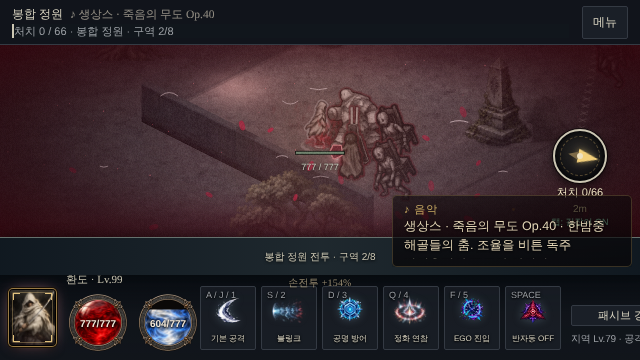 봉합 정원 ♪ 생상스 · 죽음의 무도 Op.40
처치 0 / 66 · 봉합 정원 · 구역 2/8
메뉴
777 / 777
처치 0/66
2m
♪ 음악
생상스 · 죽음의 무도 Op.40 · 한밤중
해골들의 춤. 조율을 비튼 독주
봉합 정원 전투 · 구역 2/8
환도 · Lv.99
손전투 +154%
777/777
604/777
A / J / 1
기본 공격
S / 2
블링크
D / 3
공명 방어
Q / 4
정화 연참
F / 5
EGO 진입
SPACE
반자동 OFF
패시브
지역 Lv.79 · 공